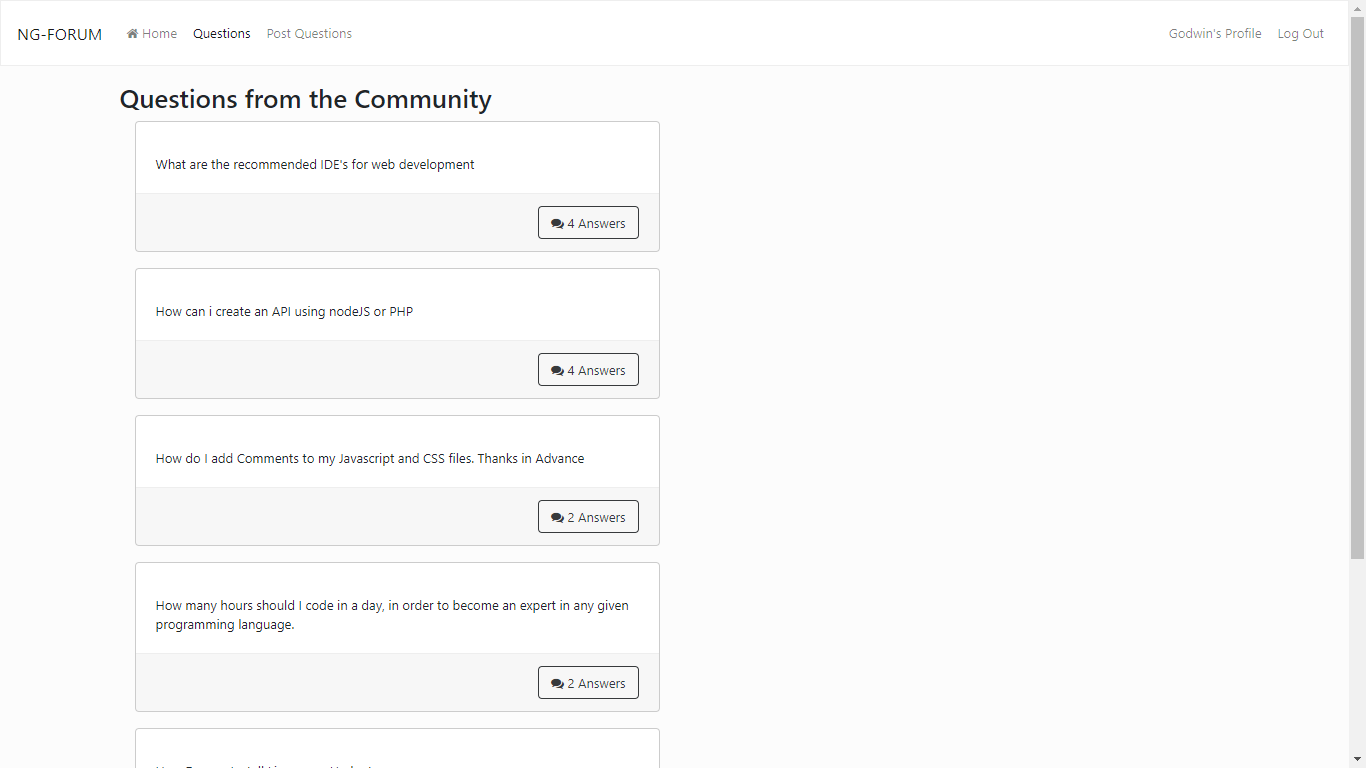 NG-FORUM Home Questions Post Questions Godwin's Profile Log Out
Questions from the Community
What are the recommended IDE's for web development
4 Answers
How can i create an API using nodeJS or PHP
4 Answers
How do I add Comments to my Javascript and CSS files. Thanks in Advance
2 Answers
How many hours should I code in a day, in order to become an expert in any given
programming language.
2 Answers